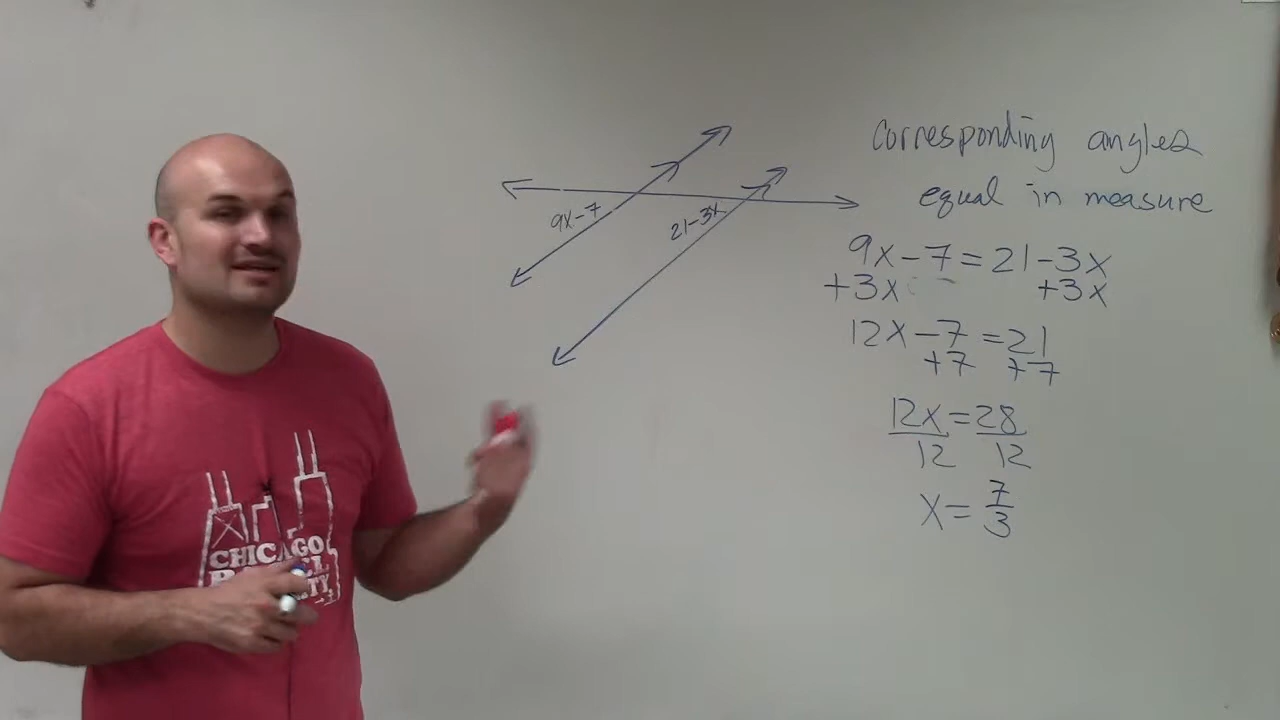 corresponding angles
equal in measure
9x-7
21-3x
9x-7=21-3x
+3x +3x
12x-7=21
+7 +7
12x=28
12 12
x= 7/3
CHICAGO